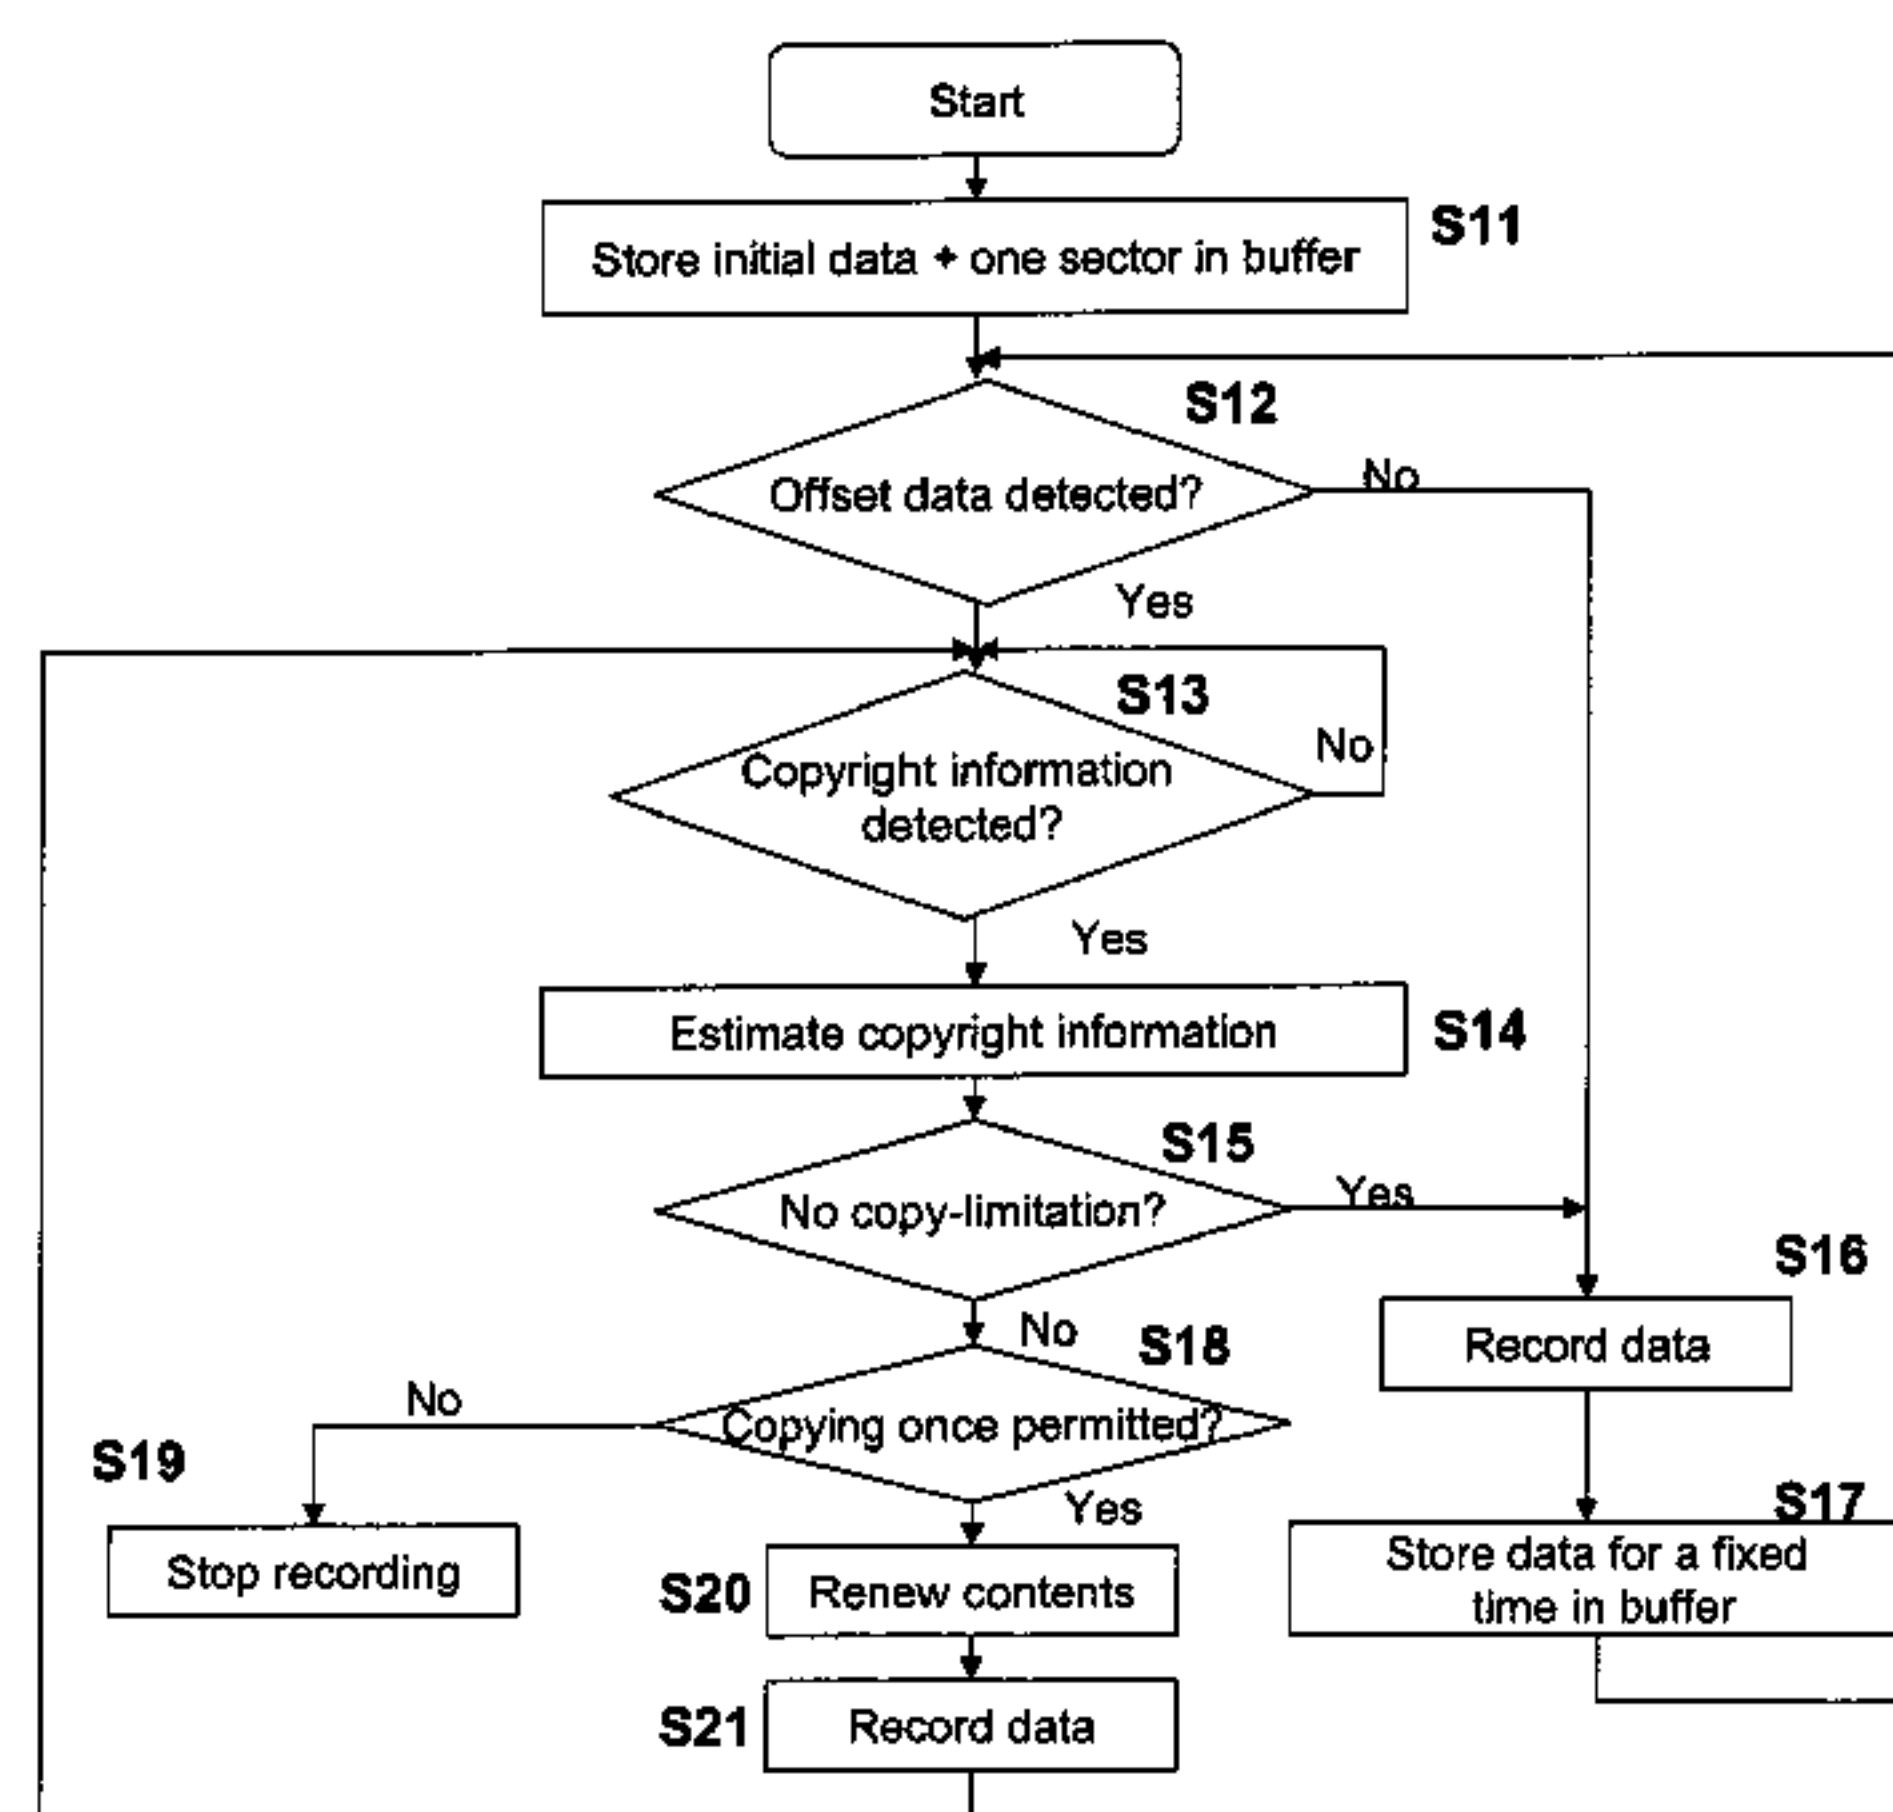 Start
S11
Store initial data + one sector in buffer
S12
Offset data detected?
No
Yes
S13
No
Copyright information
detected?
Yes
Estimate copyright information
S14
S15
No copy-limitation?
Yes
S16
No
S18
Record data
No
Copying once permitted?
S19
Yes
S17
Stop recording
S20
Renew contents
Store data for a fixed
time in buffer
S21
Record data